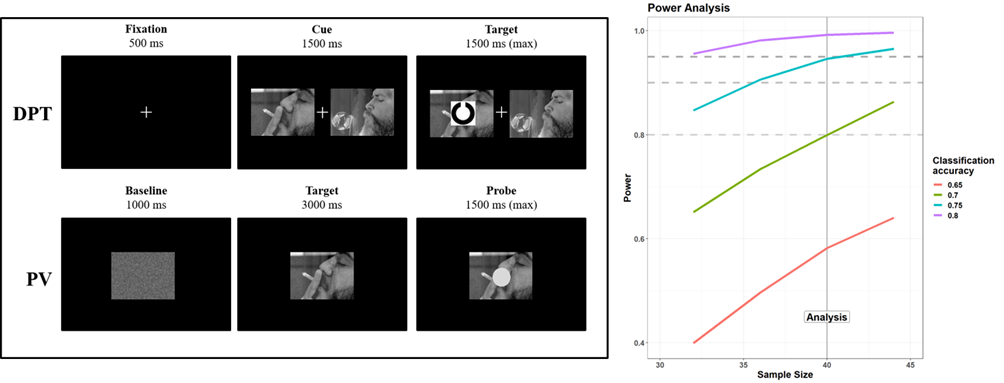 Fixation
500 ms
Cue
1500 ms
Target
1500 ms (max)
DPT
Baseline
1000 ms
Target
3000 ms
Probe
1500 ms (max)
PV
Power Analysis
1.0
0.8
0.6
0.4
Power
30
35
40
45
Sample Size
Analysis
Classification
accuracy
0.65
0.7
0.75
0.8